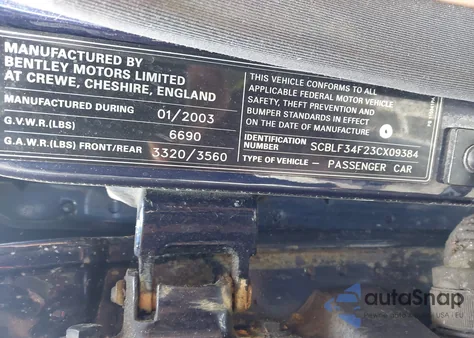 MANUFACTURED BY
BENTLEY MOTORS LIMITED
AT CREWE, CHESHIRE, ENGLAND
MANUFACTURED DURING 01/2003
G.V.W.R.(LBS) 6690
G.A.W.R.(LBS) FRONT/REAR 3320/3560
THIS VEHICLE CONFORMS TO ALL
APPLICABLE FEDERAL MOTOR VEHICLE
SAFETY, THEFT PREVENTION AND
BUMPER STANDARDS IN EFFECT
ON THE DATE OF MANUFACTURE
IDENTIFICATION
NUMBER SCBLF34F23CX09384
TYPE OF VEHICLE - PASSENGER CAR
autoSnap